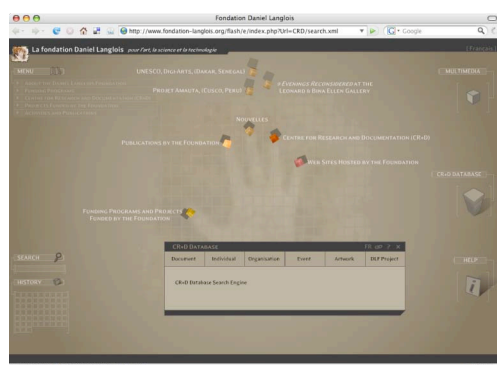 Fondation Daniel Langlois
http://www.fondation-langlois.org/flash/e/index.php?Url=CRD/search.xml
Google
La fondation Daniel Langlois pour l'art, la science et la technologie
[Français]
MENU
MULTIMEDIA
UNESCO, Digi-Arts, (Dakar, Senegal)
9 Evenings Reconsidered at the
Leonard & Bina Ellen Gallery
Projet Amauta, (Cusco, Peru)
Nouvelles
Centre for Research and Documentation (CR+D)
Publications by the Foundation
Web Sites Hosted by the Foundation
CR+D DATABASE
Funding Programs and Projects
Funded by the Foundation
CR+D Database
FR
?
x
Document Individual Organisation Event Artwork DLF Project
CR+D Database Search Engine
SEARCH
HELP
HISTORY